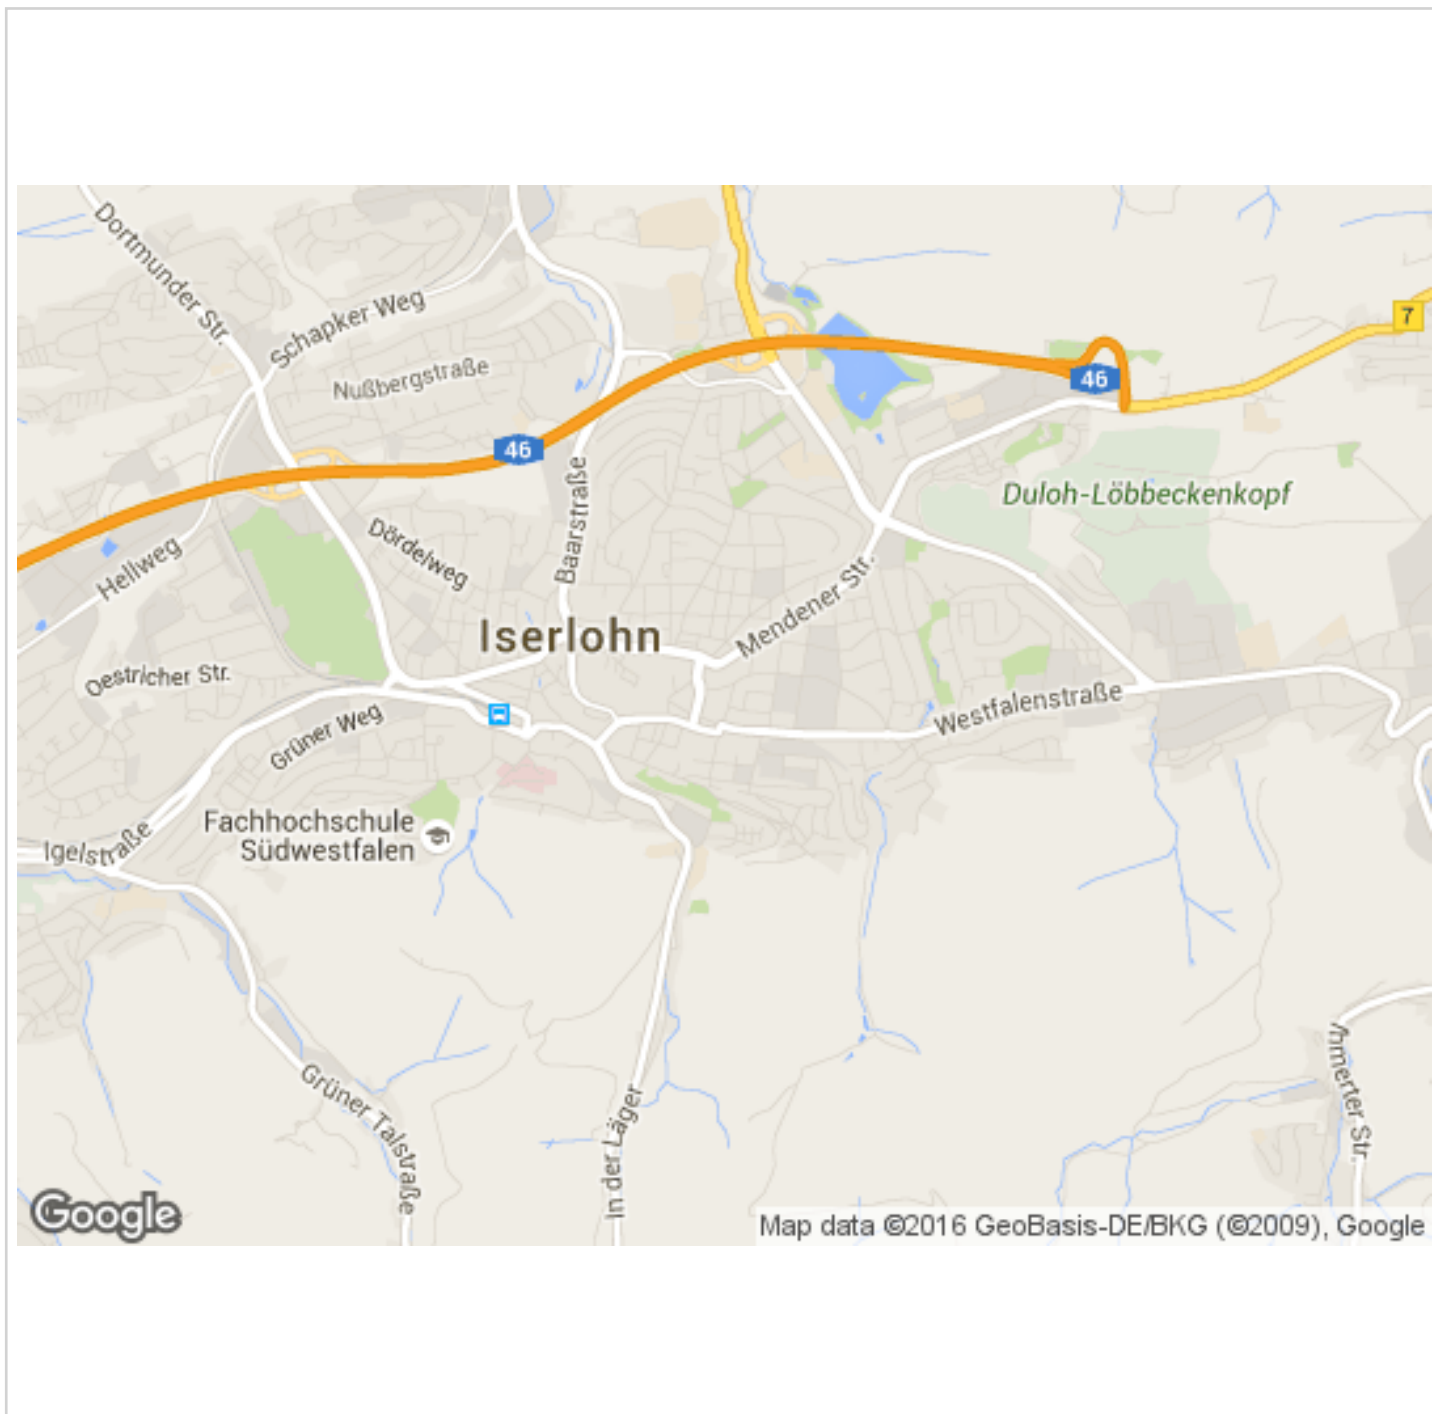 Dortmunder Str.
Schapker Weg
Nußbergstraße
7
46
46
Duloh-Löbbeckenkopf
Baarstraße
Dördelweg
Hellweg
Iserlohn
Mendener Str.
Oestricher Str.
Grüner Weg
Westfalenstraße
Fachhochschule
Südwestfalen
Igelstraße
Grüner Talstraße
In der Läger
Ihmerter Str.
Google
Map data ©2016 GeoBasis-DE/BKG (©2009), Google